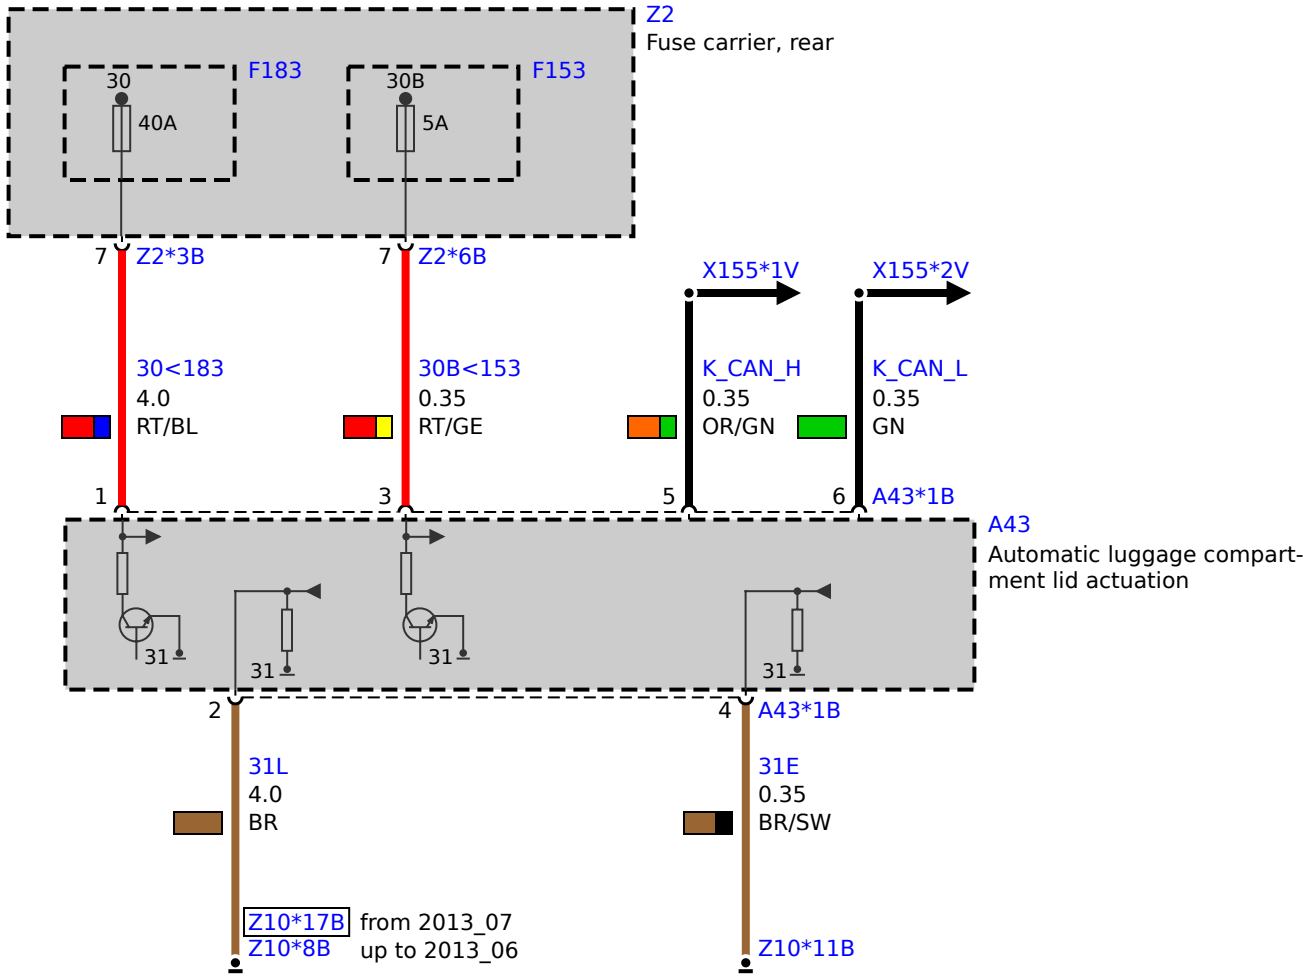 Z2
Fuse carrier, rear
F183
F153
30
30B
40A
5A
7
Z2*3B
7
Z2*6B
X155*1V
X155*2V
30<183
4.0
RT/BL
30B<153
0.35
RT/GE
K_CAN_H
0.35
OR/GN
K_CAN_L
0.35
GN
1
3
5
6
A43*1B
A43
Automatic luggage compart-
ment lid actuation
31
31
31
31
2
4
A43*1B
31L
4.0
BR
31E
0.35
BR/SW
Z10*17B from 2013_07
Z10*8B up to 2013_06
Z10*11B